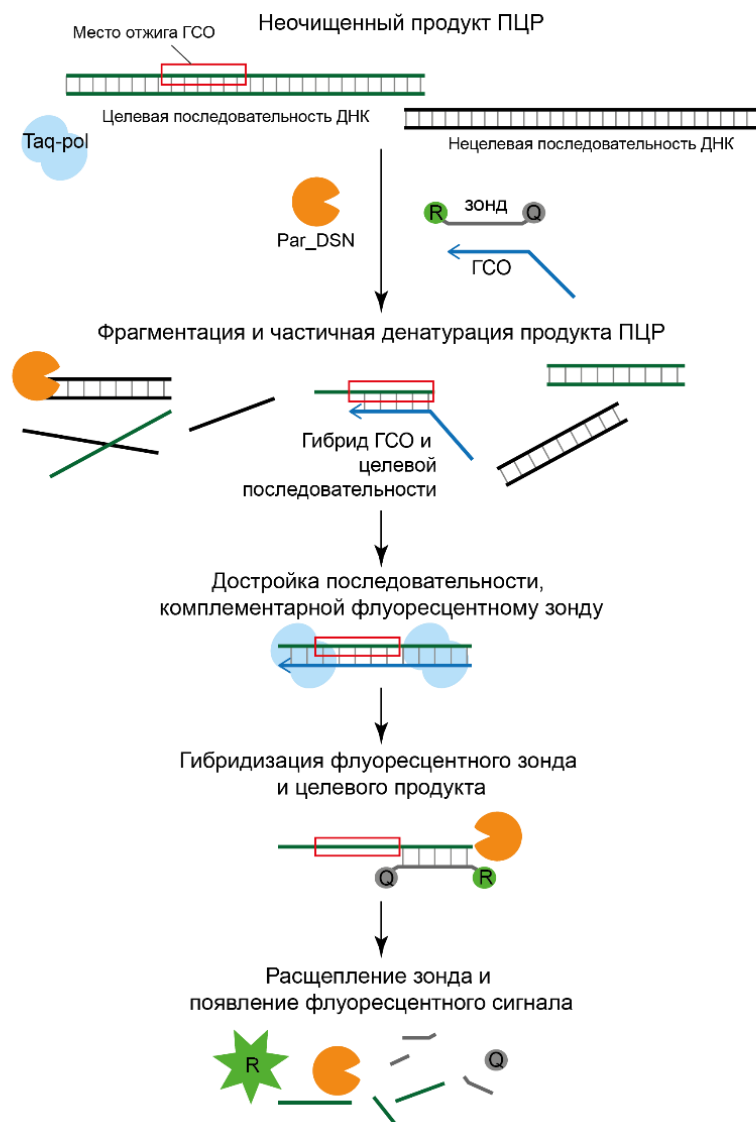 Неочищенный продукт ПЦР
Место отжига ГСО
Целевая последовательность ДНК
Нецелевая последовательность ДНК
Taq-pol
Par_DSN
R
зонд
Q
ГСО
Фрагментация и частичная денатурация продукта ПЦР
Гибрид ГСО и
целевой
последовательности
Достройка последовательности,
комплементарной флуоресцентному зонду
Гибридизация флуоресцентного зонда
и целевого продукта
Q
R
Расщепление зонда и
появление флуоресцентного сигнала
R
Q